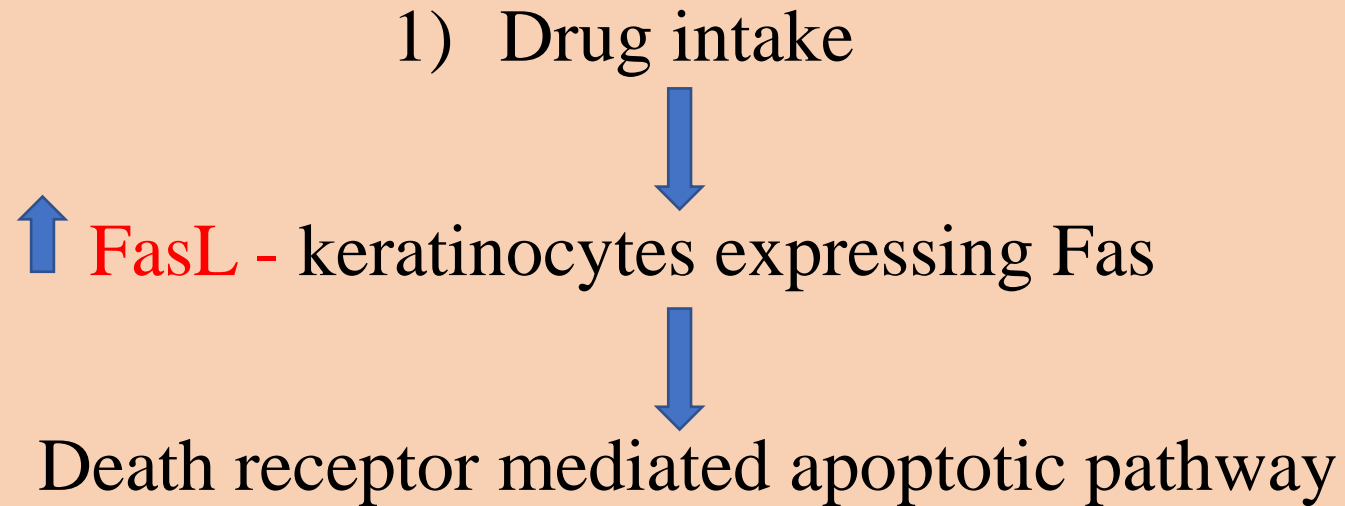 1) Drug intake
FasL - keratinocytes expressing Fas
Death receptor mediated apoptotic pathway